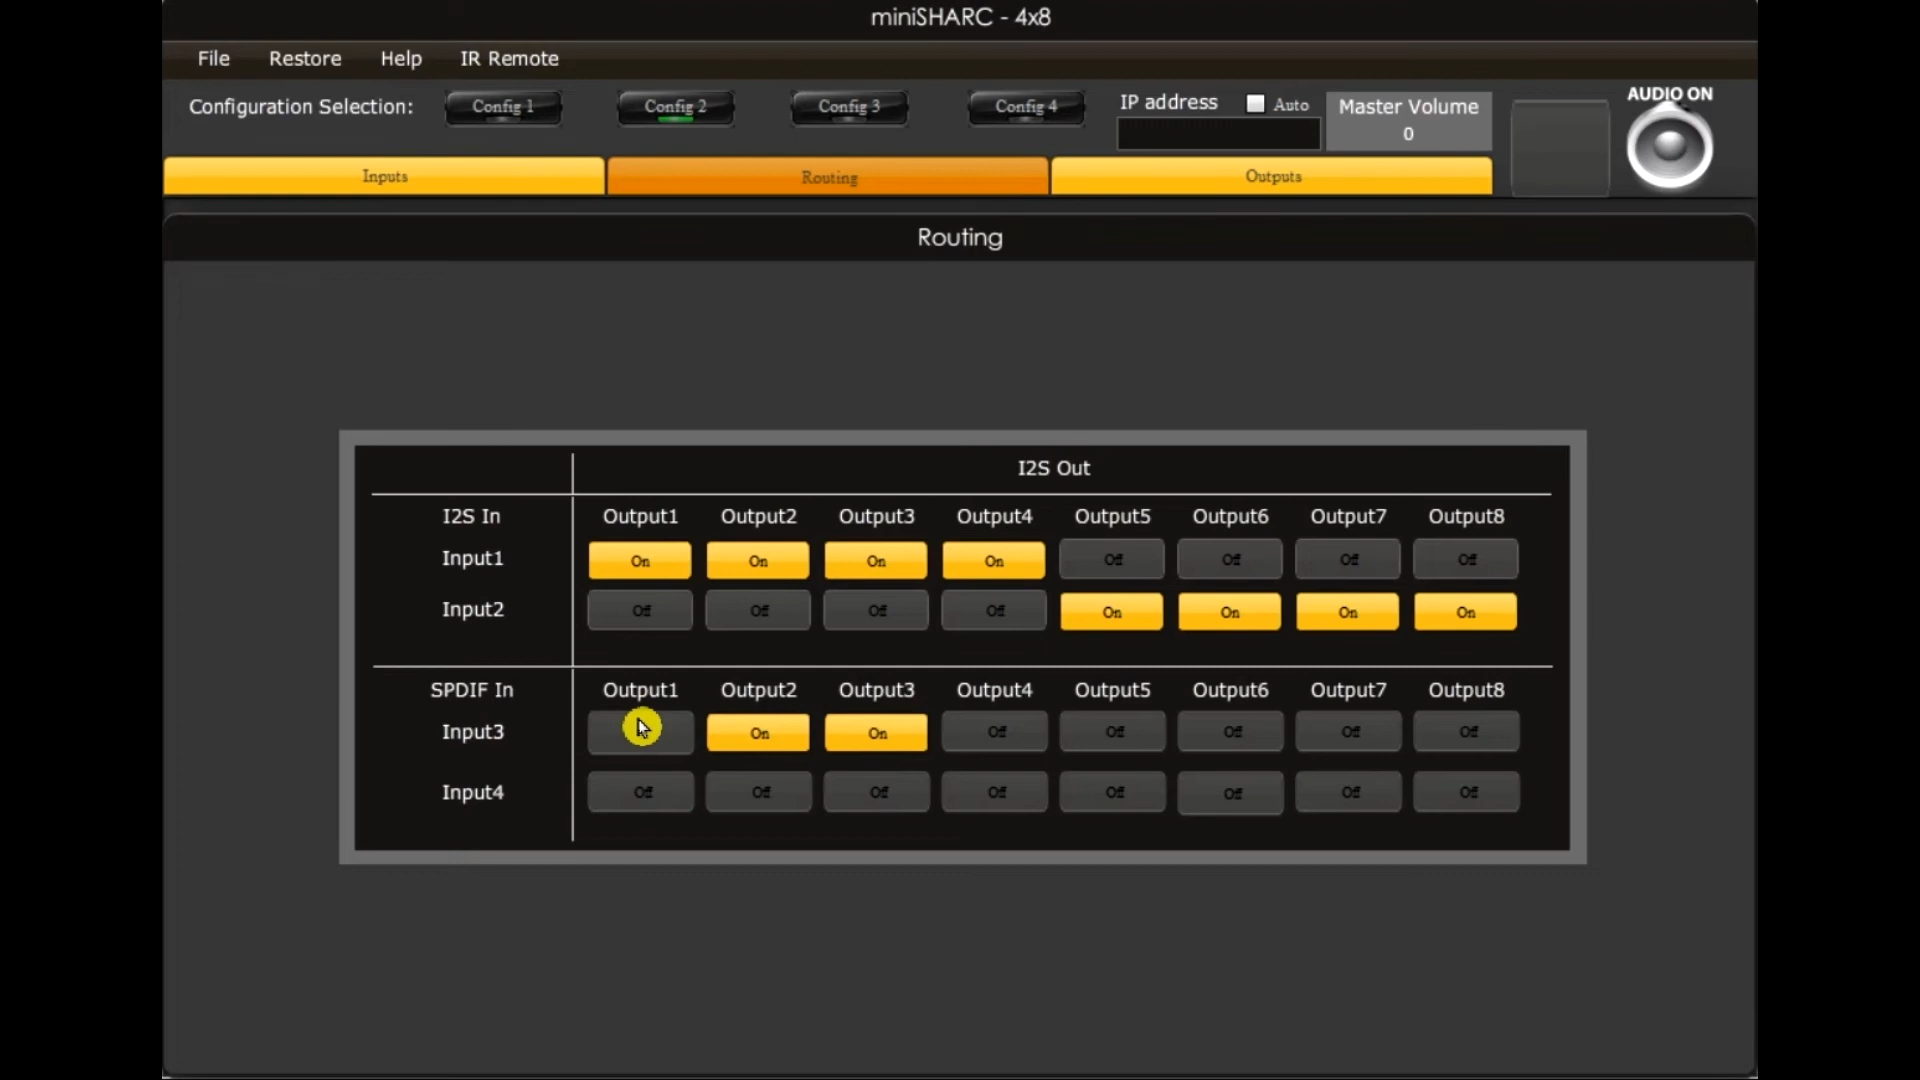 miniSHARC - 4x8
File Restore Help IR Remote
Configuration Selection: Config 1 Config 2 Config 3 Config 4 IP address Auto Master Volume AUDIO ON
0
Inputs Routing Outputs
Routing
I2S Out
I2S In Output1 Output2 Output3 Output4 Output5 Output6 Output7 Output8
Input1 On On On On Off Off Off Off
Input2 Off Off Off Off On On On On
SPDIF In Output1 Output2 Output3 Output4 Output5 Output6 Output7 Output8
Input3 On On Off Off Off Off Off
Input4 Off Off Off Off Off Off Off Off